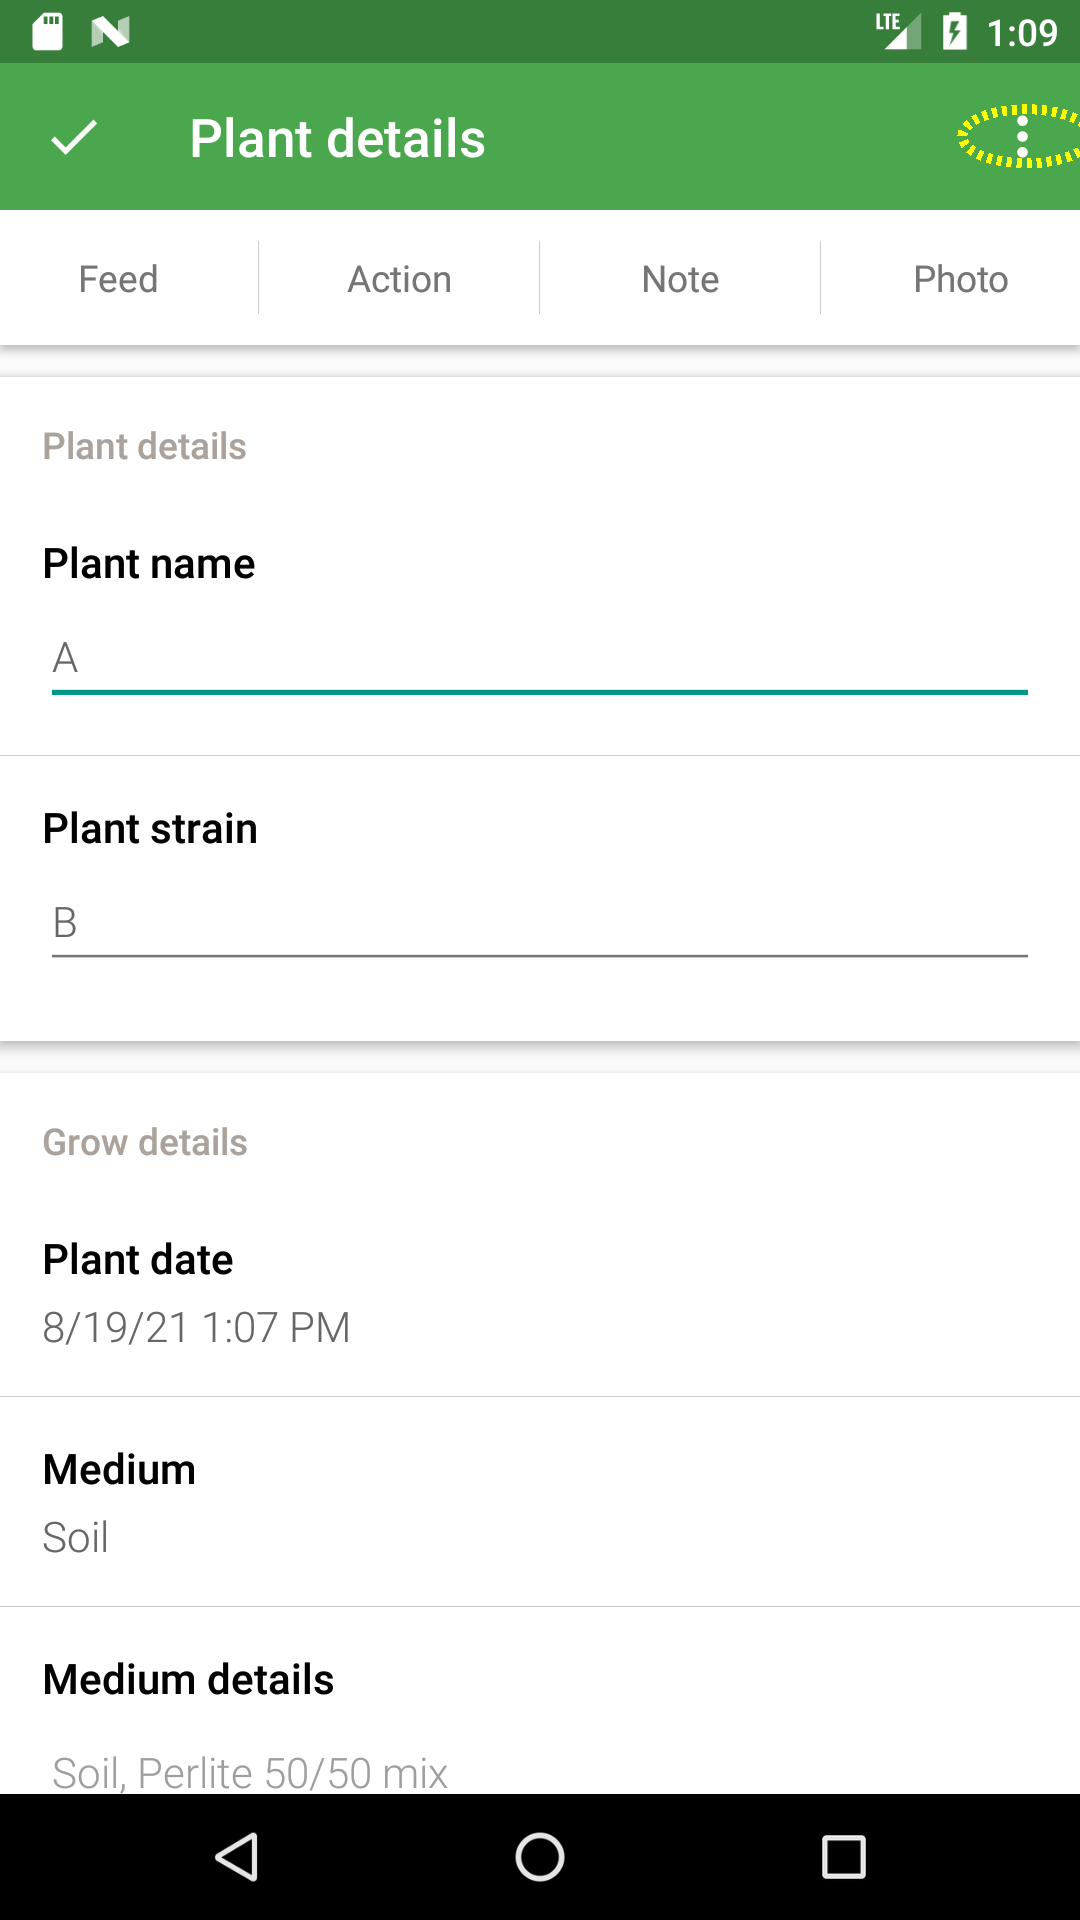 LTE 1:09
Plant details
Feed Action Note Photo
Plant details
Plant name
A
Plant strain
B
Grow details
Plant date
8/19/21 1:07 PM
Medium
Soil
Medium details
Soil, Perlite 50/50 mix